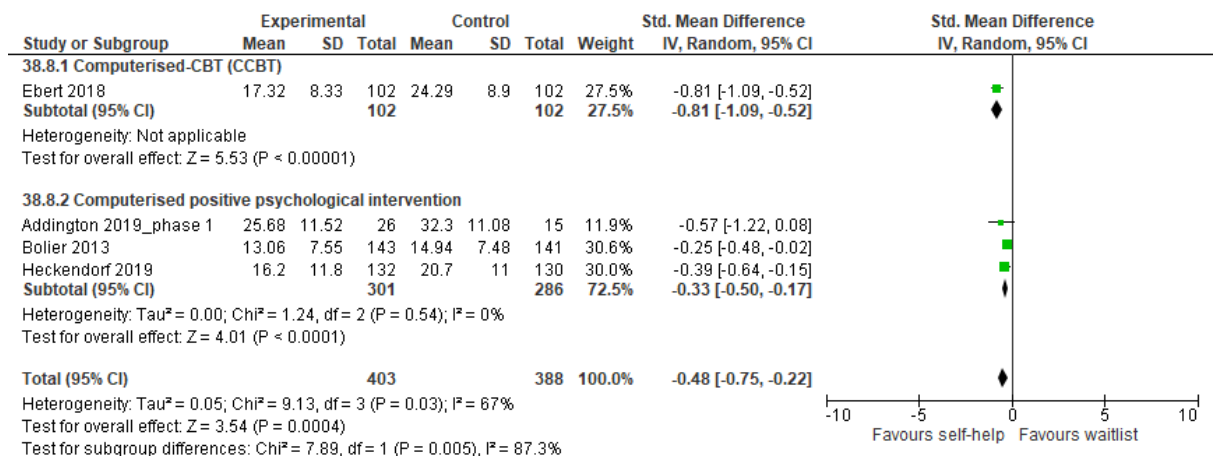 Experimental Control Std. Mean Difference Std. Mean Difference
Study or Subgroup Mean SD Total Mean SD Total Weight IV, Random, 95% CI IV, Random, 95% CI
38.8.1 Computerised-CBT (CCBT)
Ebert 2018 17.32 8.33 102 24.29 8.9 102 27.5% -0.81 [-1.09, -0.52]
Subtotal (95% CI) 102 102 27.5% -0.81 [-1.09, -0.52]
Heterogeneity: Not applicable
Test for overall effect: Z = 5.53 (P < 0.00001)
38.8.2 Computerised positive psychological intervention
Addington 2019_phase 1 25.68 11.52 26 32.3 11.08 15 11.9% -0.57 [-1.22, 0.08]
Bolier 2013 13.06 7.55 143 14.94 7.48 141 30.6% -0.25 [-0.48, -0.02]
Heckendorf 2019 16.2 11.8 132 20.7 11 130 30.0% -0.39 [-0.64, -0.15]
Subtotal (95% CI) 301 286 72.5% -0.33 [-0.50, -0.17]
Heterogeneity: Tau² = 0.00; Chi² = 1.24, df = 2 (P = 0.54); I² = 0%
Test for overall effect: Z = 4.01 (P < 0.0001)
Total (95% CI) 403 388 100.0% -0.48 [-0.75, -0.22]
Heterogeneity: Tau² = 0.05; Chi² = 9.13, df = 3 (P = 0.03); I² = 67%
Test for overall effect: Z = 3.54 (P = 0.0004)
Test for subgroup differences: Chi² = 7.89, df = 1 (P = 0.005), I² = 87.3%
-10 -5 0 5 10
Favours self-help Favours waitlist